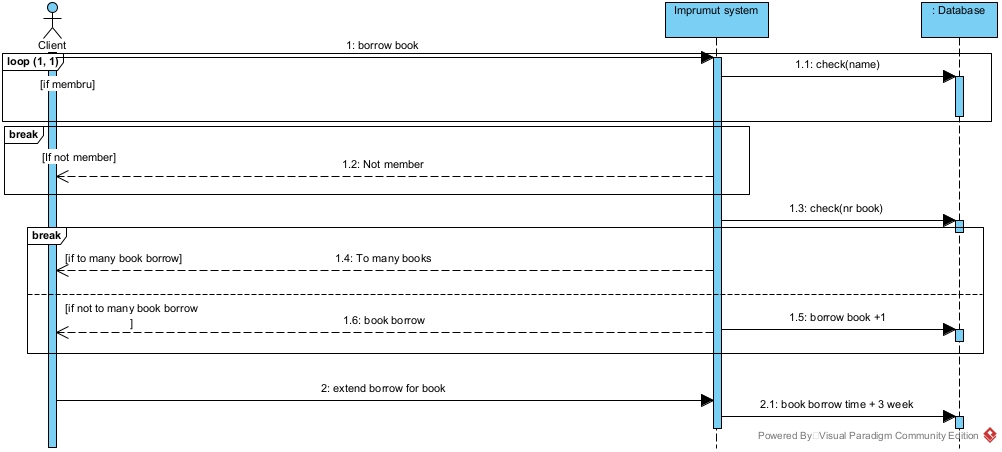 Imprumut system
: Database
Client
1: borrow book
loop (1, 1)
1.1: check(name)
[if membru]
break
[If not member]
1.2: Not member
1.3: check(nr book)
break
[if to many book borrow]
1.4: To many books
[if not to many book borrow
]
1.6: book borrow
1.5: borrow book +1
2: extend borrow for book
2.1: book borrow time + 3 week
Powered By Visual Paradigm Community Edition